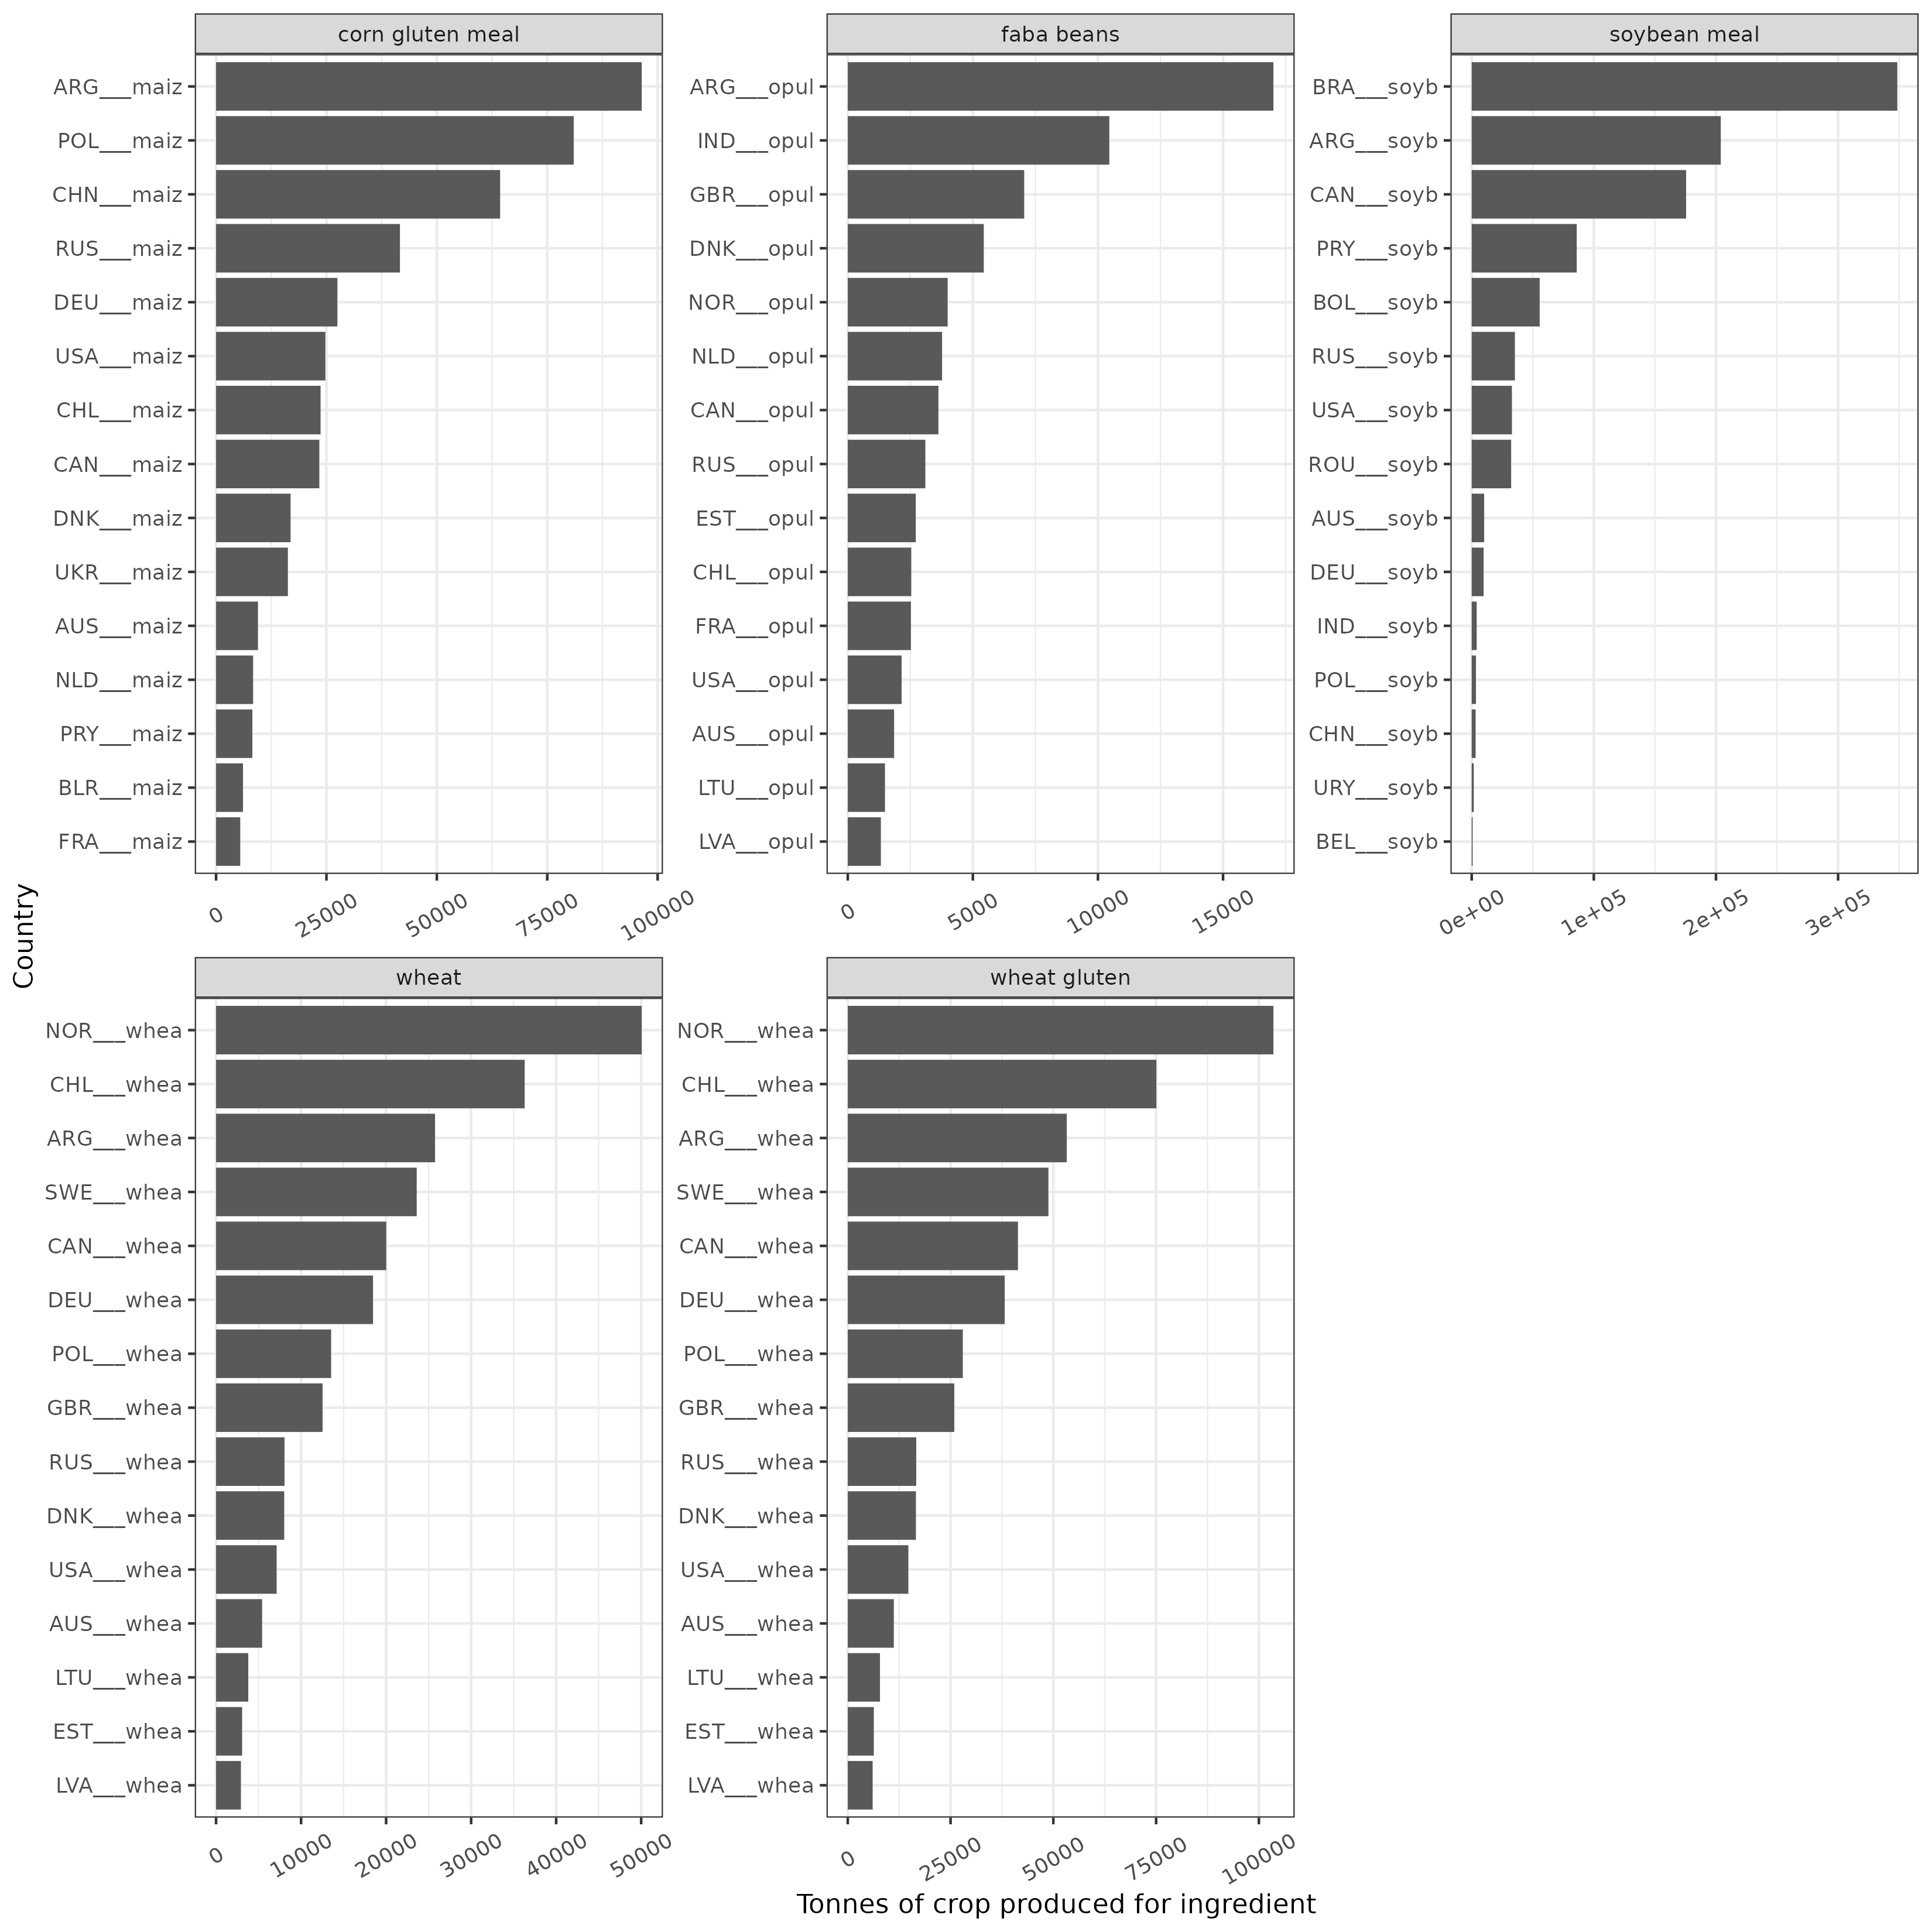 corn gluten meal
ARG___maiz
POL___maiz
CHN___maiz
RUS___maiz
DEU___maiz
USA___maiz
CHL___maiz
CAN___maiz
DNK___maiz
UKR___maiz
AUS___maiz
NLD___maiz
PRY___maiz
BLR___maiz
FRA___maiz
0 25000 50000 75000 100000
faba beans
ARG___opul
IND___opul
GBR___opul
DNK___opul
NOR___opul
NLD___opul
CAN___opul
RUS___opul
EST___opul
CHL___opul
FRA___opul
USA___opul
AUS___opul
LTU___opul
LVA___opul
0 5000 10000 15000
soybean meal
BRA___soyb
ARG___soyb
CAN___soyb
PRY___soyb
BOL___soyb
RUS___soyb
USA___soyb
ROU___soyb
AUS___soyb
DEU___soyb
IND___soyb
POL___soyb
CHN___soyb
URY___soyb
BEL___soyb
0e+00 1e+05 2e+05 3e+05
Country
wheat
NOR___whea
CHL___whea
ARG___whea
SWE___whea
CAN___whea
DEU___whea
POL___whea
GBR___whea
RUS___whea
DNK___whea
USA___whea
AUS___whea
LTU___whea
EST___whea
LVA___whea
0 10000 20000 30000 40000 50000
wheat gluten
NOR___whea
CHL___whea
ARG___whea
SWE___whea
CAN___whea
DEU___whea
POL___whea
GBR___whea
RUS___whea
DNK___whea
USA___whea
AUS___whea
LTU___whea
EST___whea
LVA___whea
0 25000 50000 75000 100000
Tonnes of crop produced for ingredient